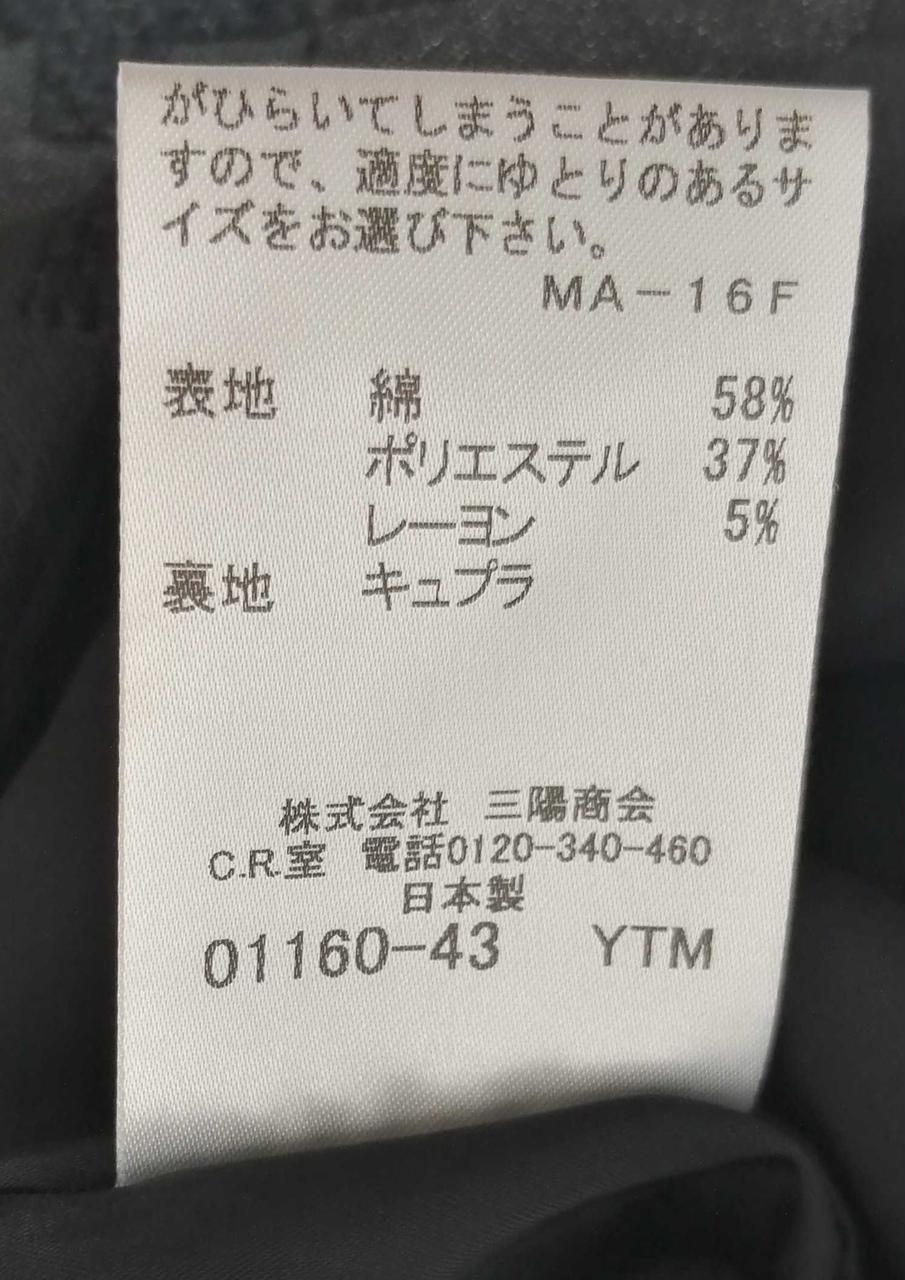 がひらいてしまうことがありま
すので、適度にゆとりのあるサ
イズをお選び下さい。
MA－16F
表地 綿 58%
ポリエステル 37%
レーヨン 5%
裏地 キュプラ
株式会社 三陽商会
C.R.室 電話0120-340-460
日本製
01160-43 YTM